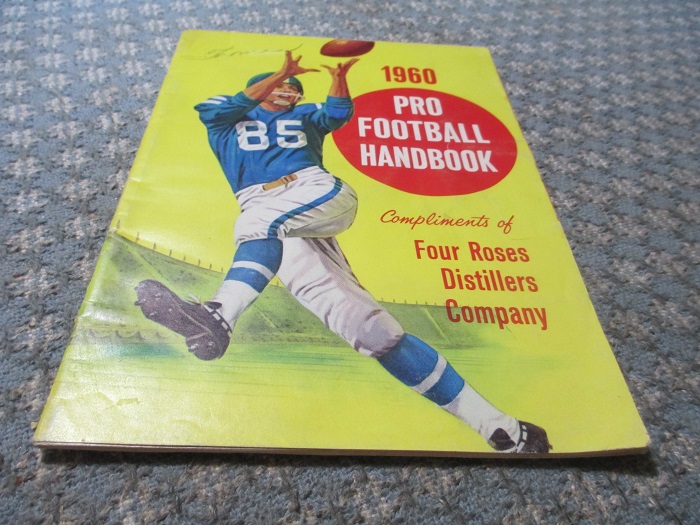 1960
PRO
FOOTBALL
HANDBOOK
85
Compliments of
Four Roses
Distillers
Company